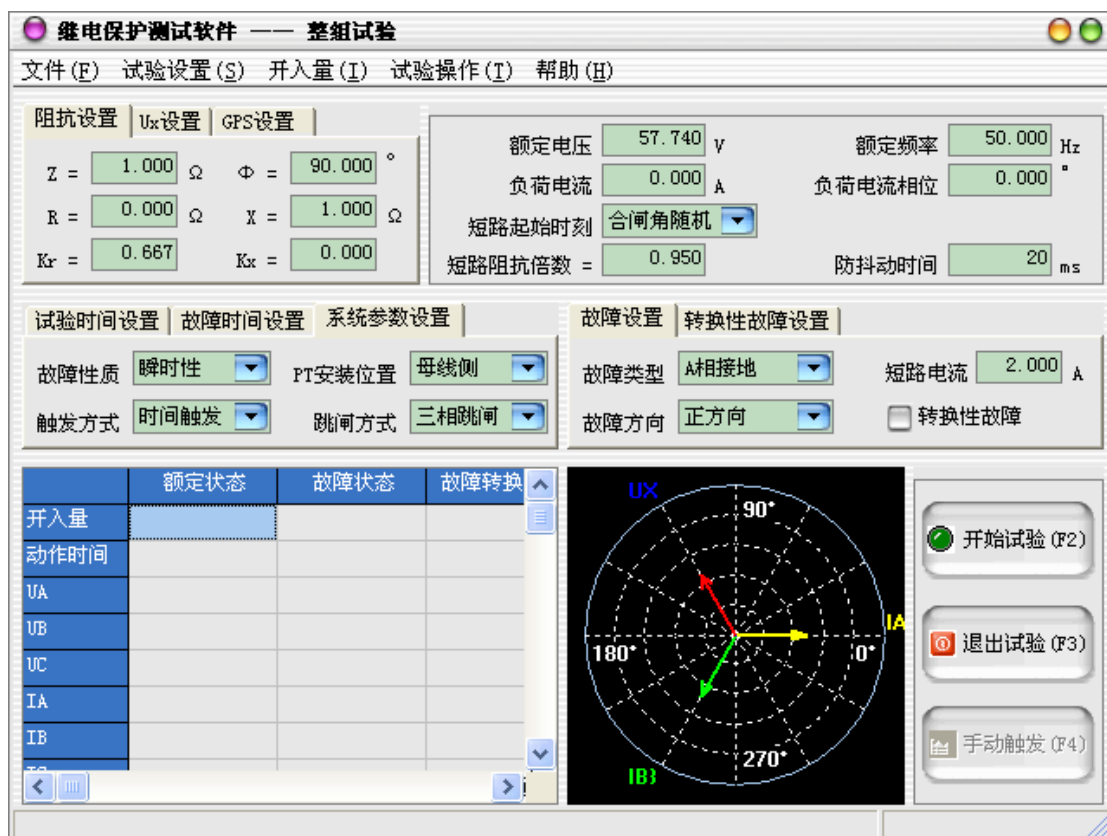 继电保护测试软件 —— 整组试验
文件(F) 试验设置(S) 开入量(I) 试验操作(T) 帮助(H)
阻抗设置 Ux设置 GPS设置
Z = 1.000 Ω Φ = 90.000 °
R = 0.000 Ω X = 1.000 Ω
Kr = 0.667 Kx = 0.000
额定电压 57.740 V 额定频率 50.000 Hz
负荷电流 0.000 A 负荷电流相位 0.000 °
短路起始时刻 合闸角随机
短路阻抗倍数 = 0.950 防抖动时间 20 ms
试验时间设置 故障时间设置 系统参数设置
故障性质 瞬时性 PT安装位置 母线侧
触发方式 时间触发 跳闸方式 三相跳闸
故障设置 转换性故障设置
故障类型 A相接地 短路电流 2.000 A
故障方向 正方向 转换性故障
额定状态 故障状态 故障转换
开入量
动作时间
UA
UB
UC
IA
IB
UX
90°
IA
180° 0°
270°
开始试验(F2)
退出试验(F3)
手动触发(F4)